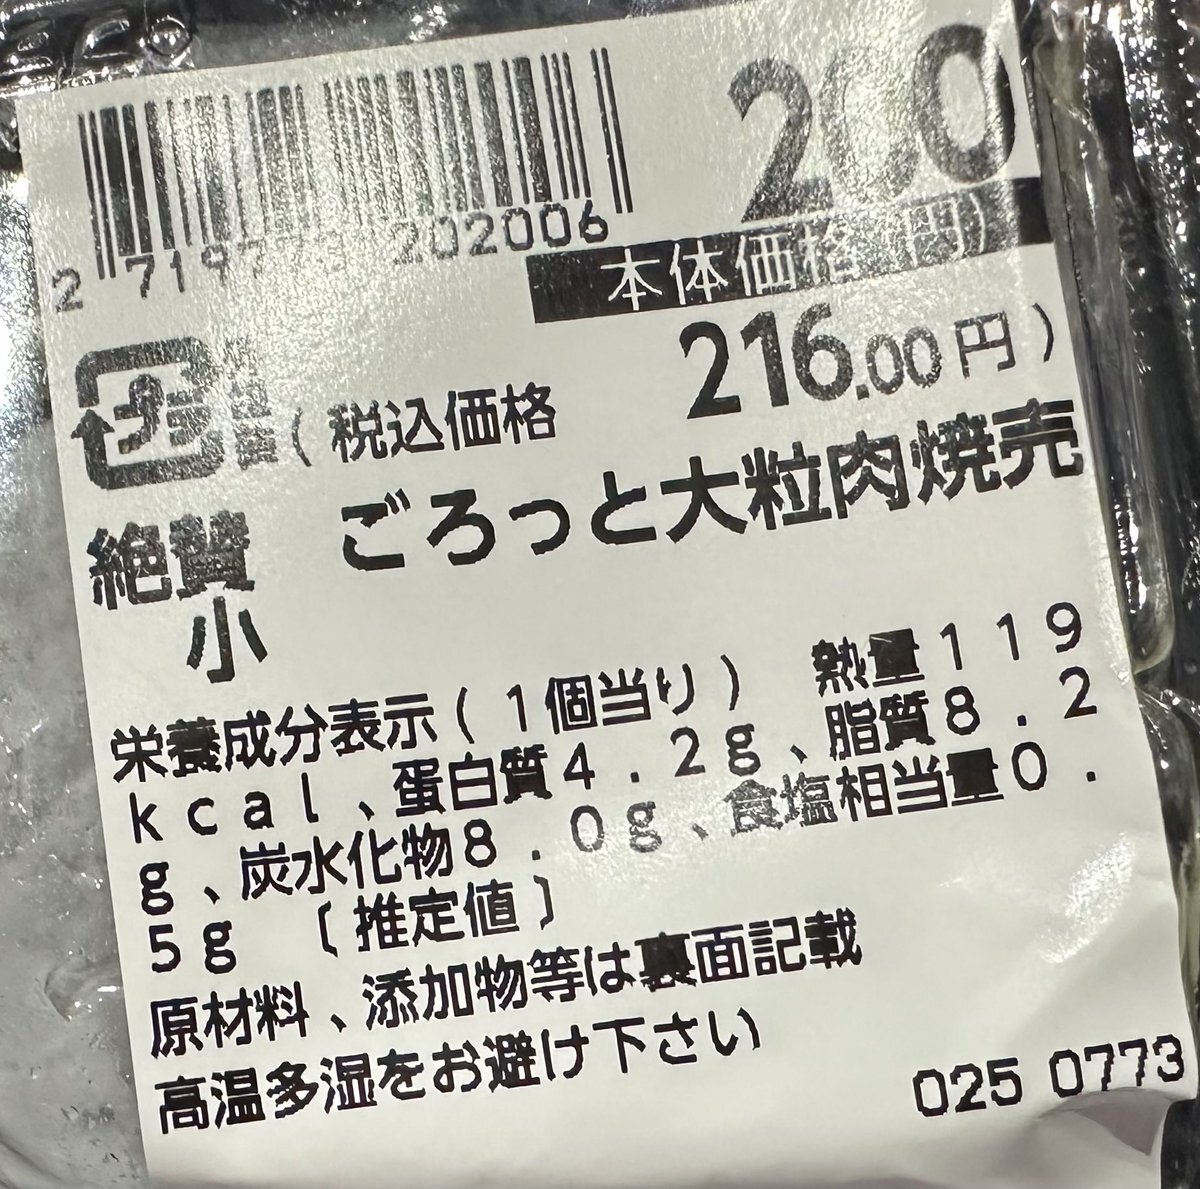 200
202006
本体価格(円)
216.00円)
(税込価格
プラ
ごろっと大粒肉焼売
絶賛
小
栄養成分表示(1個当り) 熱量119
kcal、蛋白質4.2g、脂質8.2
g、炭水化物8.0g、食塩相当量0.
5g 〔推定値〕
原材料、添加物等は裏面記載
高温多湿をお避け下さい
025 0773